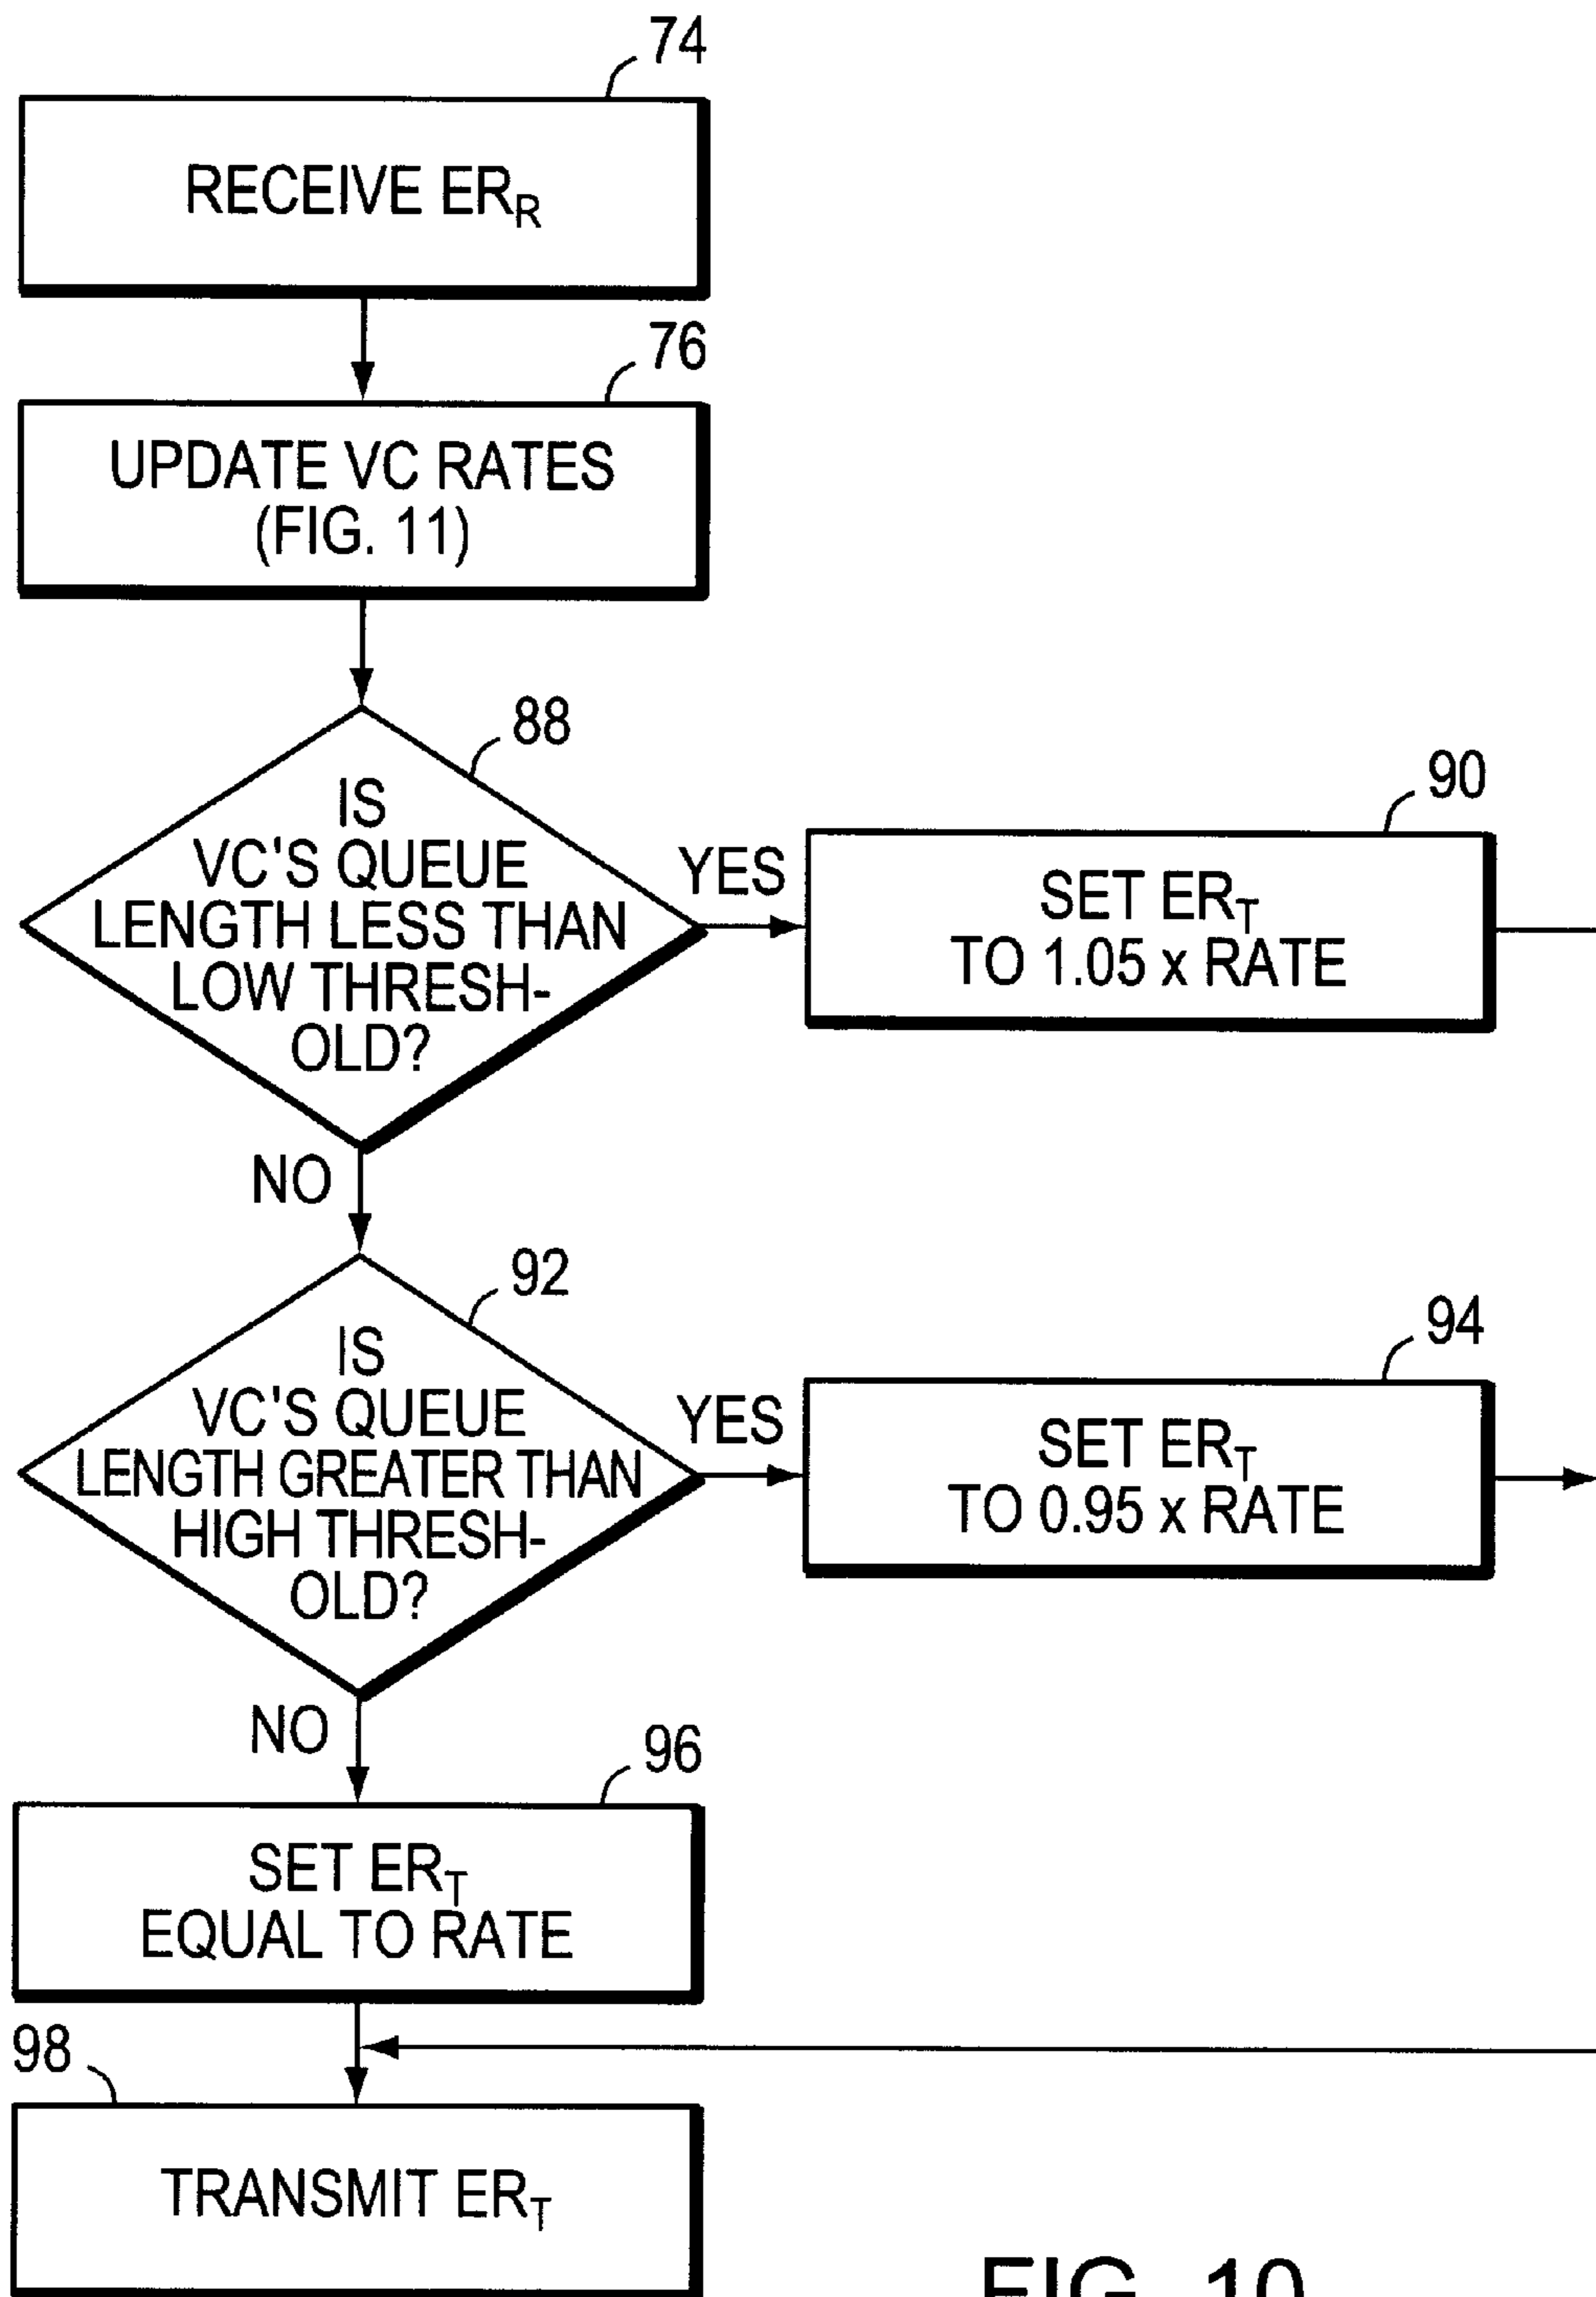 74
RECEIVE ER_R
76
UPDATE VC RATES
(FIG. 11)
88
IS
VC'S QUEUE
LENGTH LESS THAN
LOW THRESH-
OLD?
YES
90
SET ER_T
TO 1.05 x RATE
NO
92
IS
VC'S QUEUE
LENGTH GREATER THAN
HIGH THRESH-
OLD?
YES
94
SET ER_T
TO 0.95 x RATE
NO
96
SET ER_T
EQUAL TO RATE
98
TRANSMIT ER_T
FIG. 10